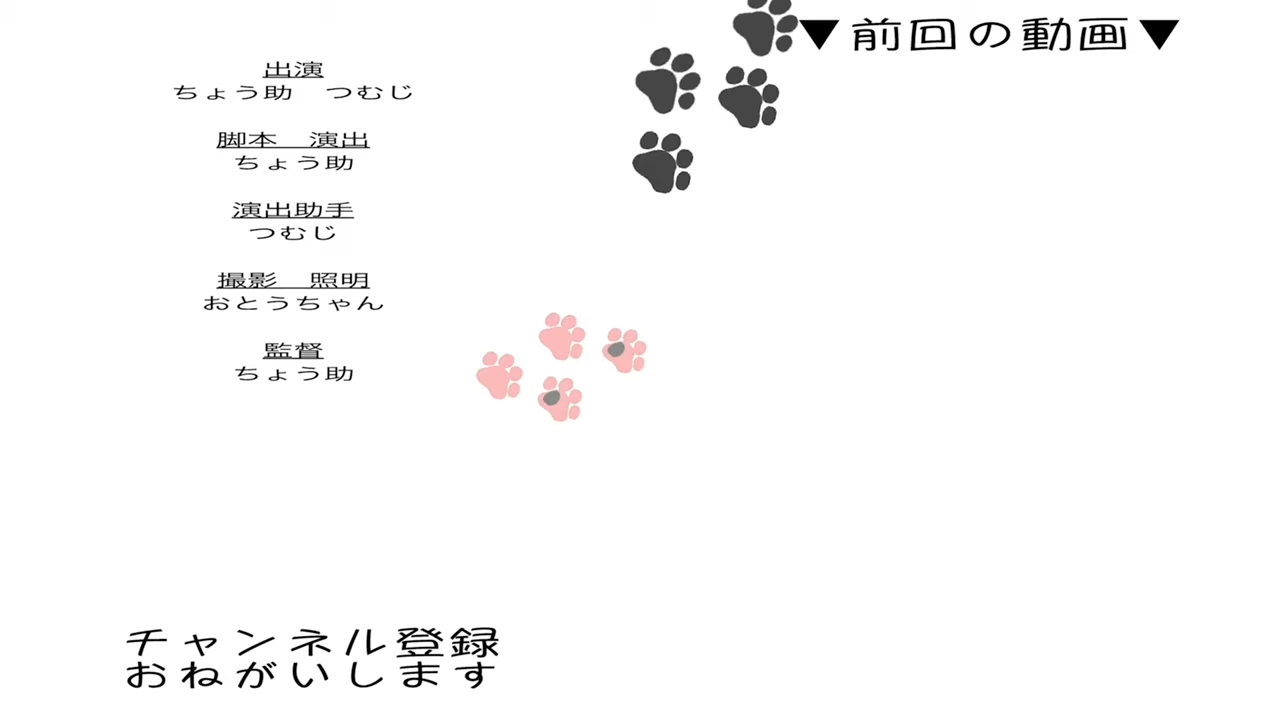 ▼前回の動画▼
出演
ちょう助　つむじ
脚本　演出
ちょう助
演出助手
つむじ
撮影　照明
おとうちゃん
監督
ちょう助
チャンネル登録
おねがいします